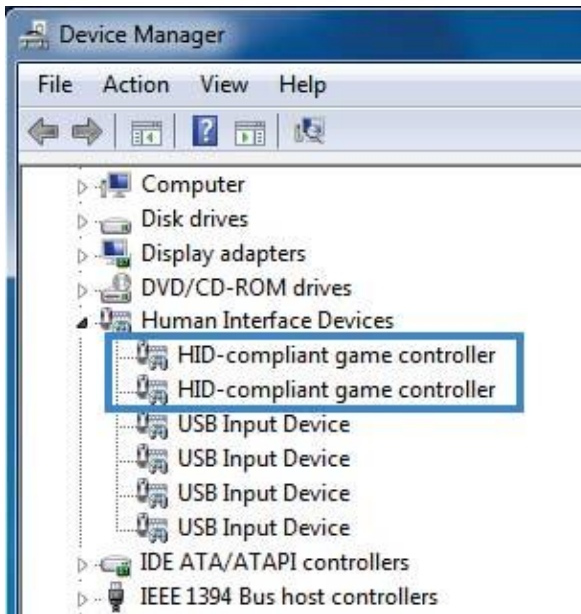 Device Manager
File Action View Help
Computer
Disk drives
Display adapters
DVD/CD-ROM drives
Human Interface Devices
HID-compliant game controller
HID-compliant game controller
USB Input Device
USB Input Device
USB Input Device
USB Input Device
IDE ATA/ATAPI controllers
IEEE 1394 Bus host controllers